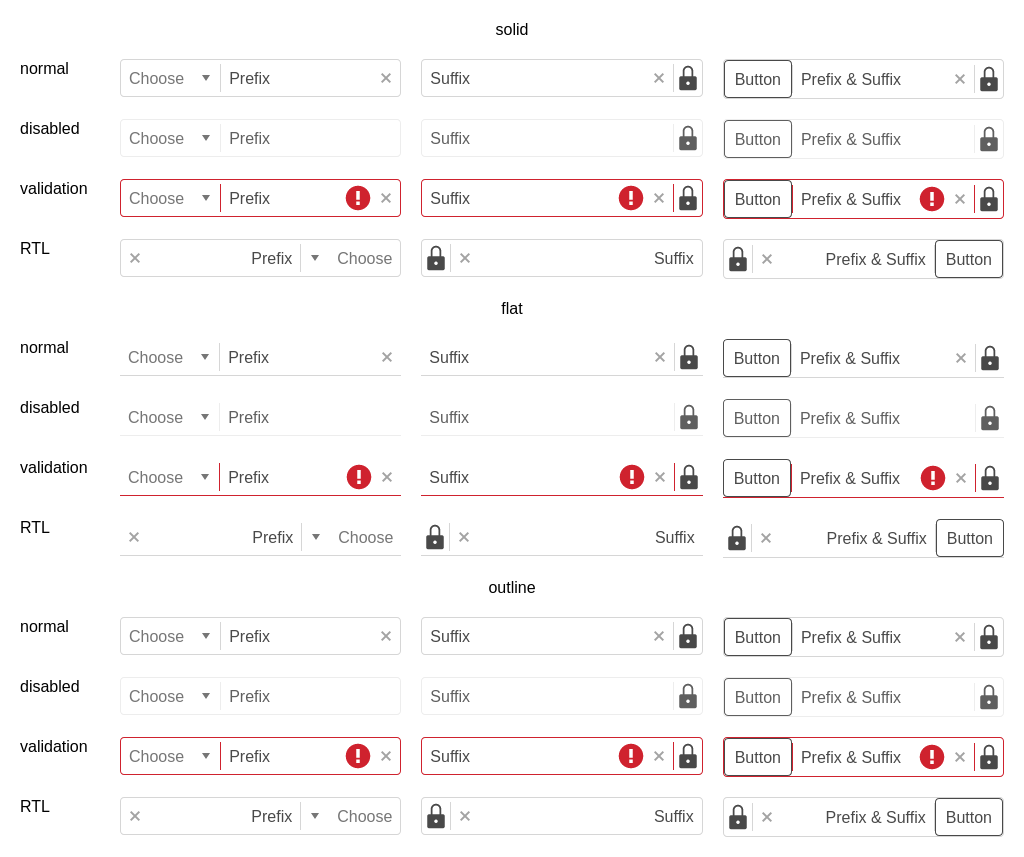 solid
normal Choose Prefix Suffix Button Prefix & Suffix
disabled Choose Prefix Suffix Button Prefix & Suffix
validation Choose Prefix Suffix Button Prefix & Suffix
RTL Prefix Choose Suffix Prefix & Suffix Button
flat
normal Choose Prefix Suffix Button Prefix & Suffix
disabled Choose Prefix Suffix Button Prefix & Suffix
validation Choose Prefix Suffix Button Prefix & Suffix
RTL Prefix Choose Suffix Prefix & Suffix Button
outline
normal Choose Prefix Suffix Button Prefix & Suffix
disabled Choose Prefix Suffix Button Prefix & Suffix
validation Choose Prefix Suffix Button Prefix & Suffix
RTL Prefix Choose Suffix Prefix & Suffix Button